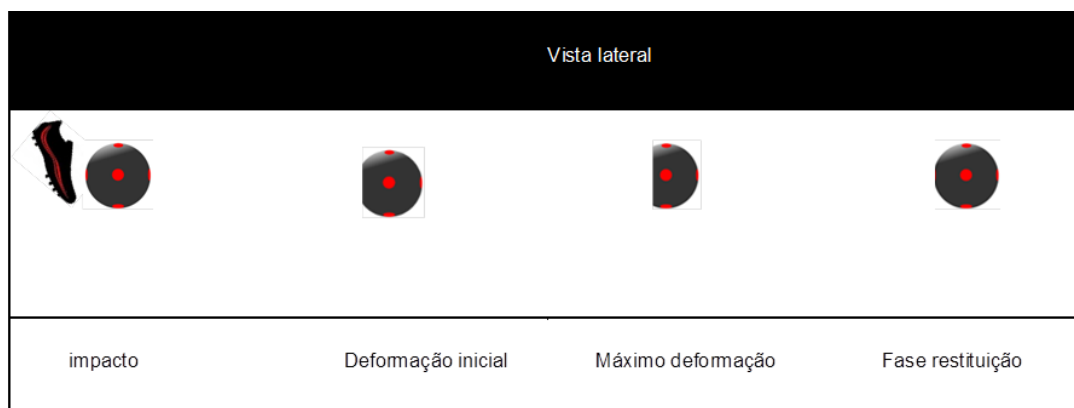 Vista lateral
impacto
Deformação inicial
Máximo deformação
Fase restituição